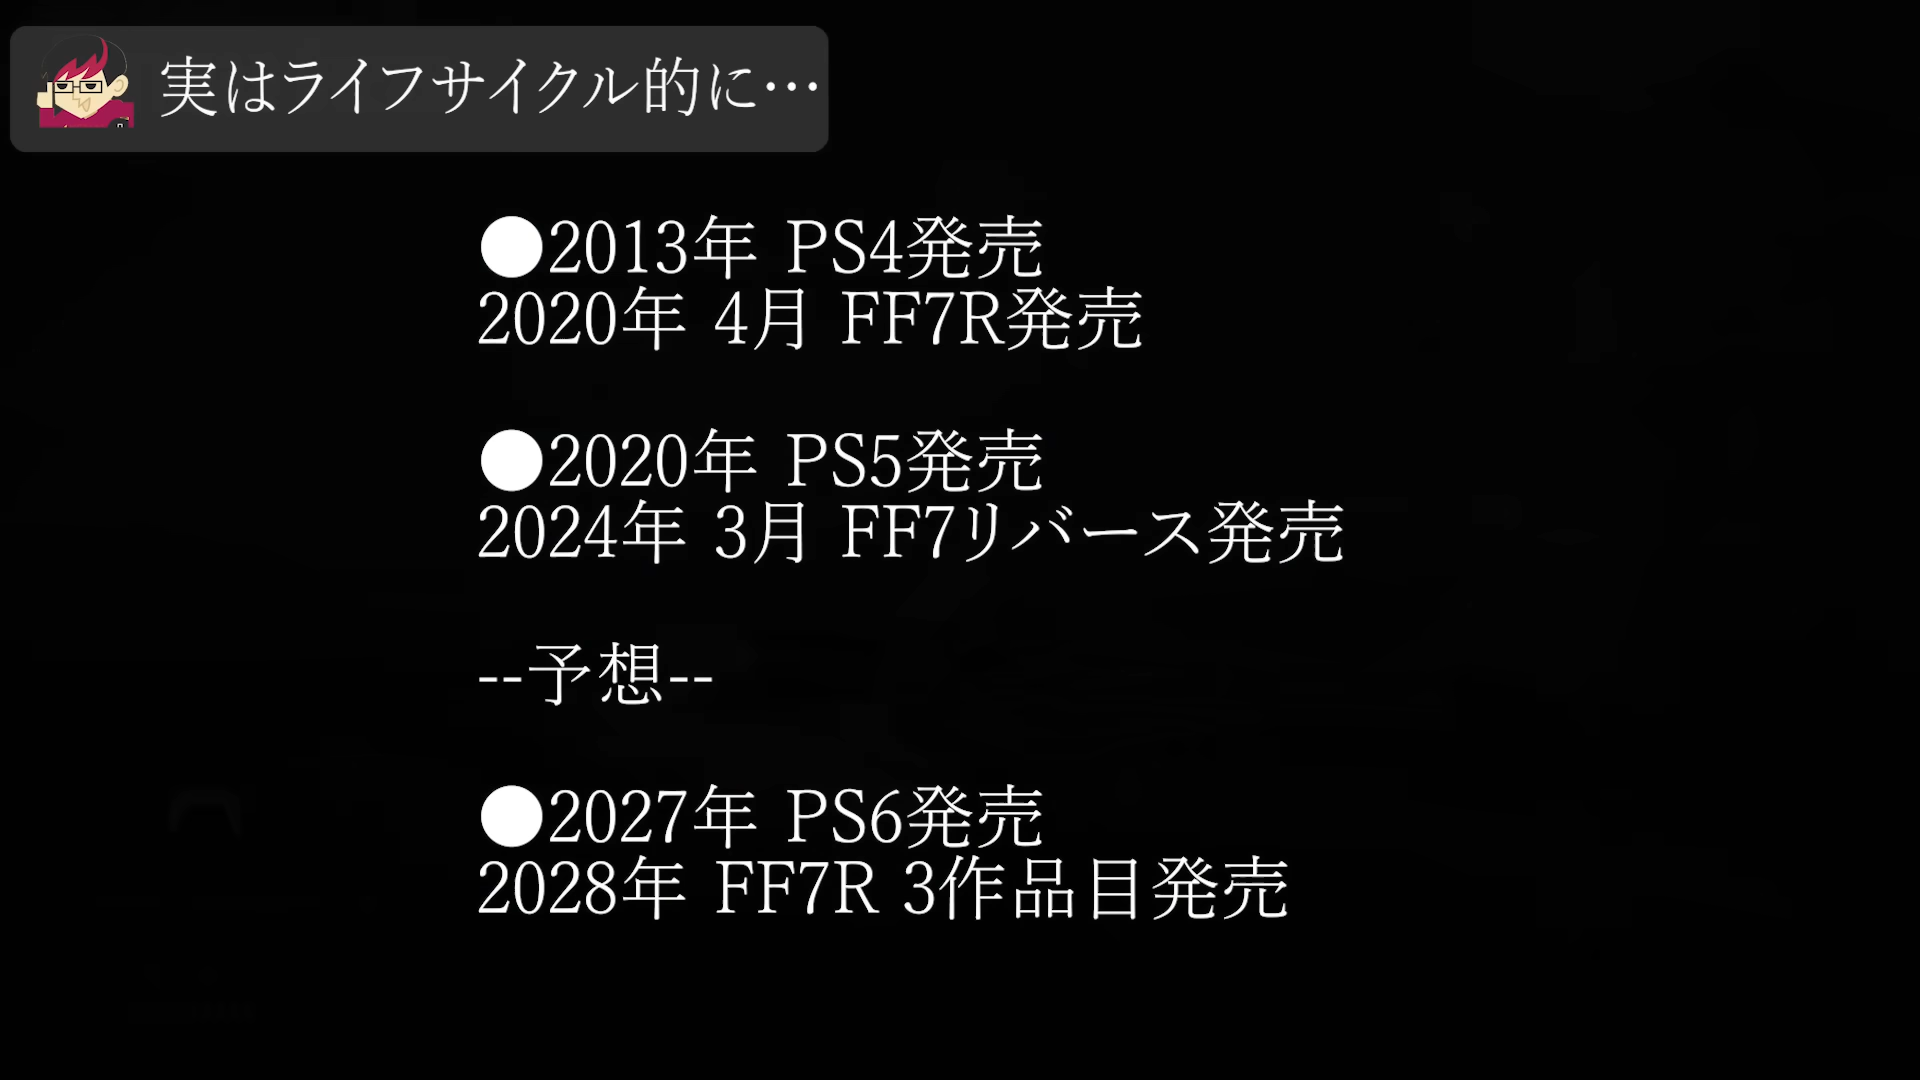 実はライフサイクル的に…
●2013年 PS4発売
2020年 4月 FF7R発売
●2020年 PS5発売
2024年 3月 FF7リバース発売
--予想--
●2027年 PS6発売
2028年 FF7R 3作品目発売